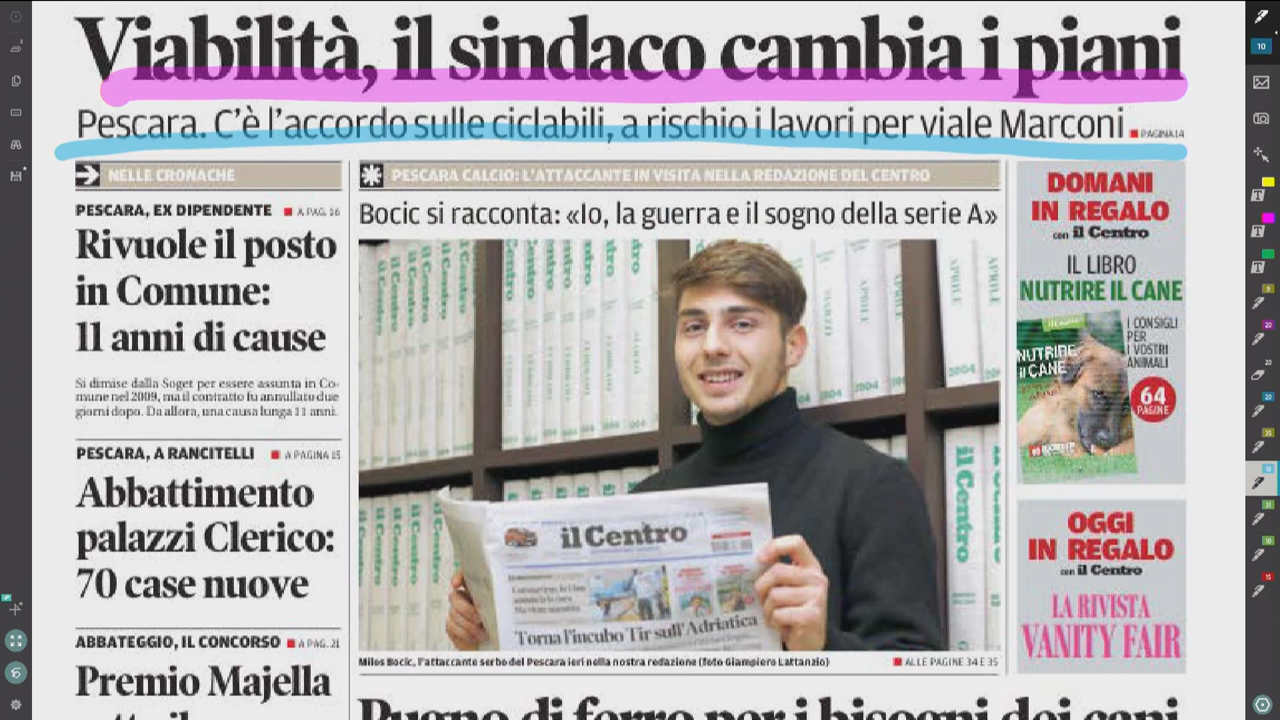 Viabilità, il sindaco cambia i piani
Pescara. C'è l'accordo sulle ciclabili, a rischio i lavori per viale Marconi ■ PAGINA 14
NELLE CRONACHE
PESCARA, EX DIPENDENTE ■ A PAG. 16
Rivuole il posto
in Comune:
11 anni di cause
Si dimise dalla Soget per essere assunta in Co-
mune nel 2009, ma il contratto fu annullato due
giorni dopo. Da allora, una causa lunga 11 anni.
PESCARA, A RANCITELLI ■ A PAGINA 15
Abbattimento
palazzi Clerico:
70 case nuove
ABBATEGGIO, IL CONCORSO ■ A PAG. 21
Premio Majella
PESCARA CALCIO: L'ATTACCANTE IN VISITA NELLA REDAZIONE DEL CENTRO
Bocic si racconta: «Io, la guerra e il sogno della serie A»
il Centro
Torna l'incubo Tir sull'Adriatica
Milos Bocic, l'attaccante serbo del Pescara ieri nella nostra redazione (foto Giampiero Lattanzio) ■ ALLE PAGINE 34 E 35
Pugno di ferro per i bisogni dei cani
DOMANI
IN REGALO
con il Centro
IL LIBRO
NUTRIRE IL CANE
I CONSIGLI
PER
I VOSTRI
ANIMALI
NUTRIRE
il CANE
64
PAGINE
OGGI
IN REGALO
con il Centro
LA RIVISTA
VANITY FAIR